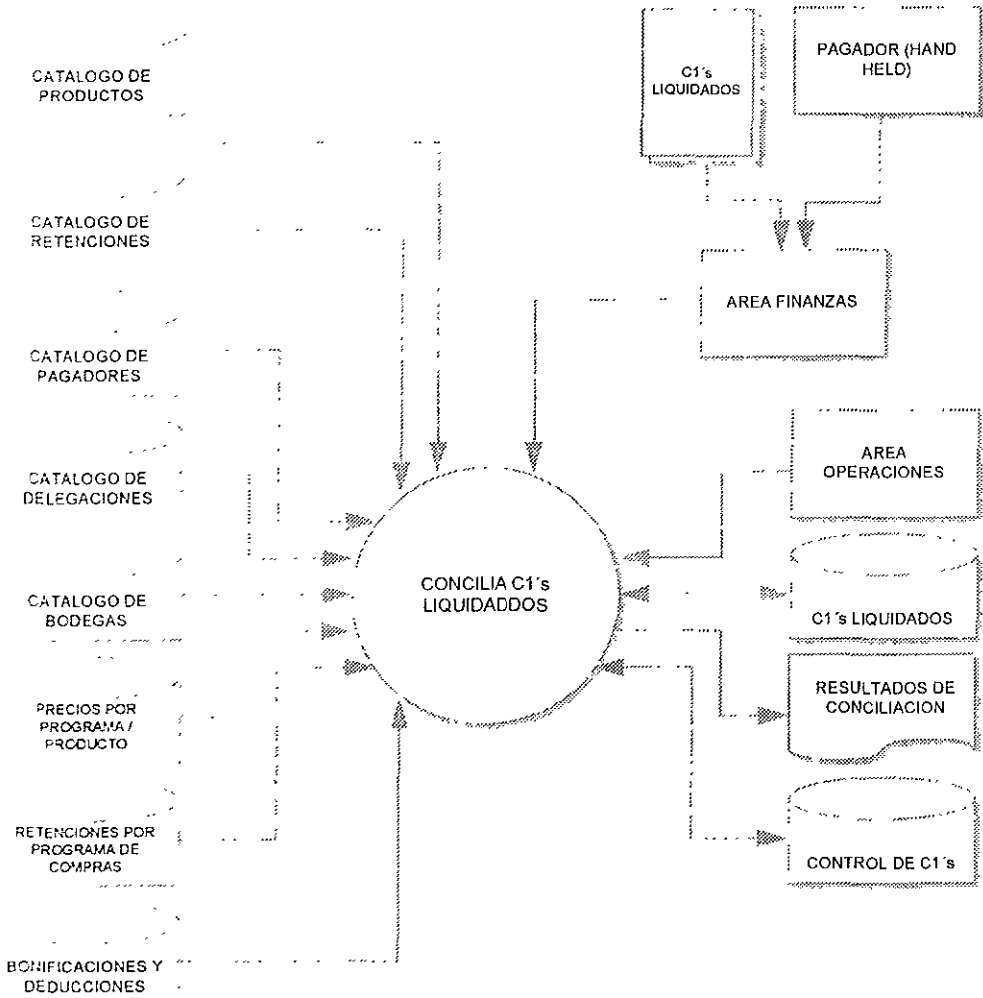 CATALOGO DE
PRODUCTOS
CATALOGO DE
RETENCIONES
CATALOGO DE
PAGADORES
CATALOGO DE
DELEGACIONES
CATALOGO DE
BODEGAS
PRECIOS POR
PROGRAMA /
PRODUCTO
RETENCIONES POR
PROGRAMA DE
COMPRAS
BONIFICACIONES Y
DEDUCCIONES
CONCILIA C1´s
LIQUIDADDOS
C1´s
LIQUIDADOS
PAGADOR (HAND
HELD)
AREA FINANZAS
AREA
OPERACIONES
C1´s LIQUIDADOS
RESULTADOS DE
CONCILIACION
CONTROL DE C1´s